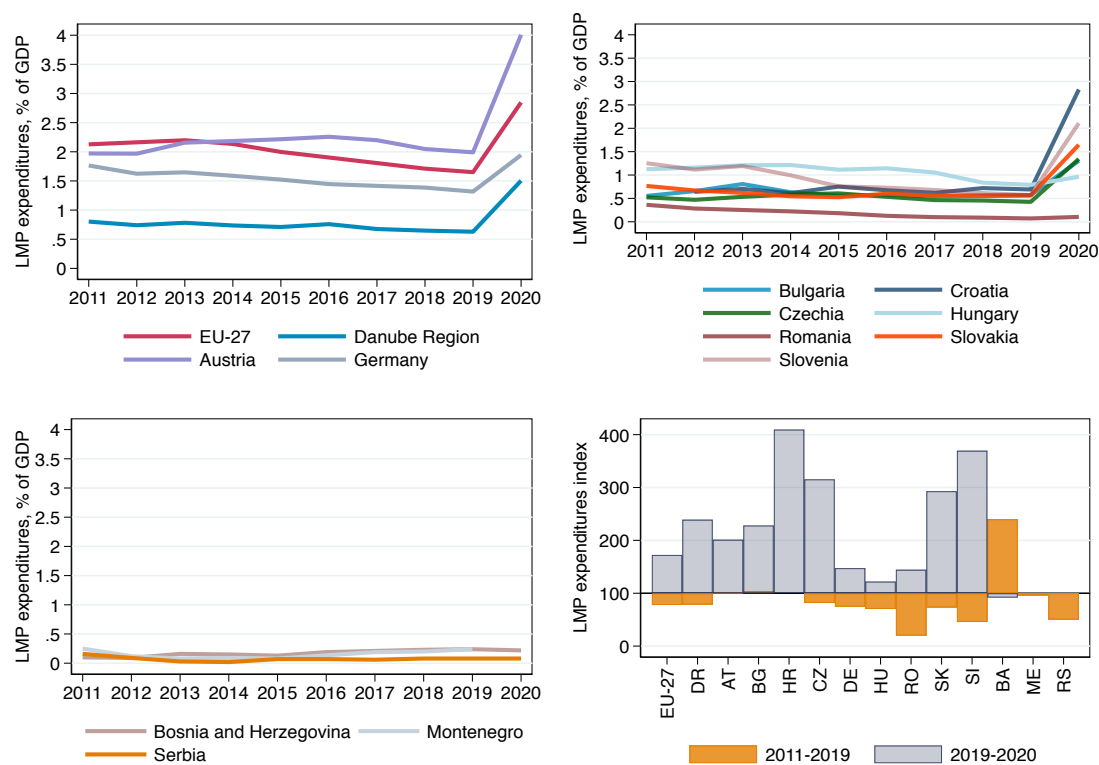 LMP expenditures, % of GDP
4
3.5
3
2.5
2
1.5
1
.5
0
2011 2012 2013 2014 2015 2016 2017 2018 2019 2020
EU-27 Danube Region
Austria Germany
LMP expenditures, % of GDP
4
3.5
3
2.5
2
1.5
1
.5
0
2011 2012 2013 2014 2015 2016 2017 2018 2019 2020
Bulgaria Croatia
Czechia Hungary
Romania Slovakia
Slovenia
LMP expenditures, % of GDP
4
3.5
3
2.5
2
1.5
1
.5
0
2011 2012 2013 2014 2015 2016 2017 2018 2019 2020
Bosnia and Herzegovina Montenegro
Serbia
LMP expenditures index
400
300
200
100
0
EU-27 DR AT BG HR CZ DE HU RO SK SI BA ME RS
2011-2019 2019-2020